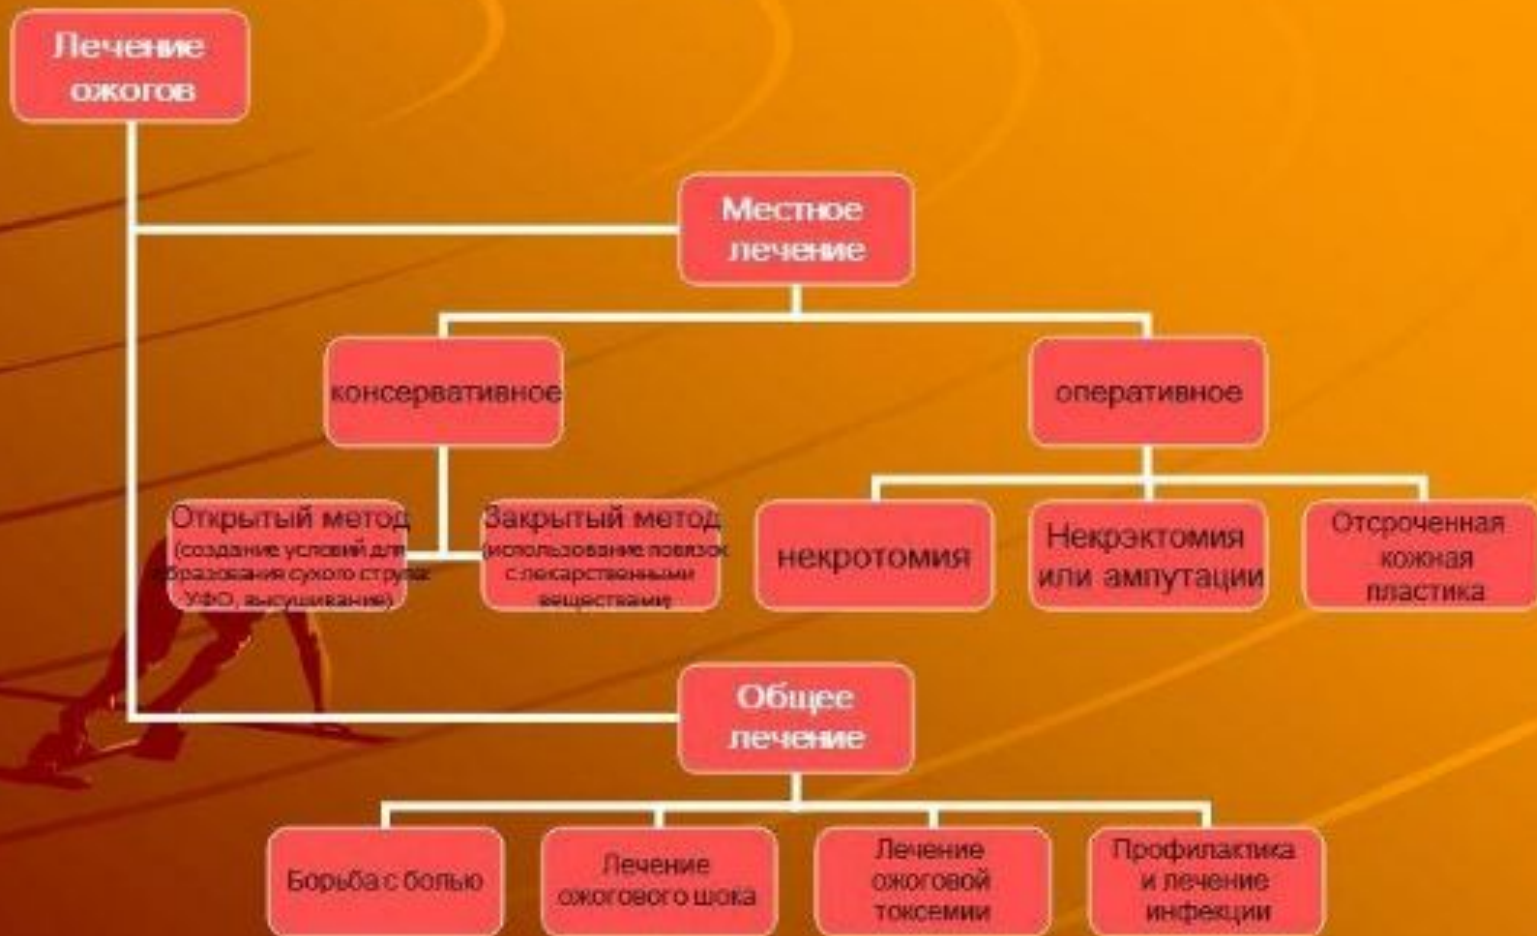 Лечение
ожогов
Местное
лечение
консервативное
оперативное
Открытый метод
(создание условий для
образования сухого струпа:
УФО, высушивание)
Закрытый метод
(использование повязок
с лекарственными
веществами)
некротомия
Некрэктомия
или ампутации
Отсроченная
кожная
пластика
Общее
лечение
Борьба с болью
Лечение
ожогового шока
Лечение
ожоговой
токсемии
Профилактика
и лечение
инфекции